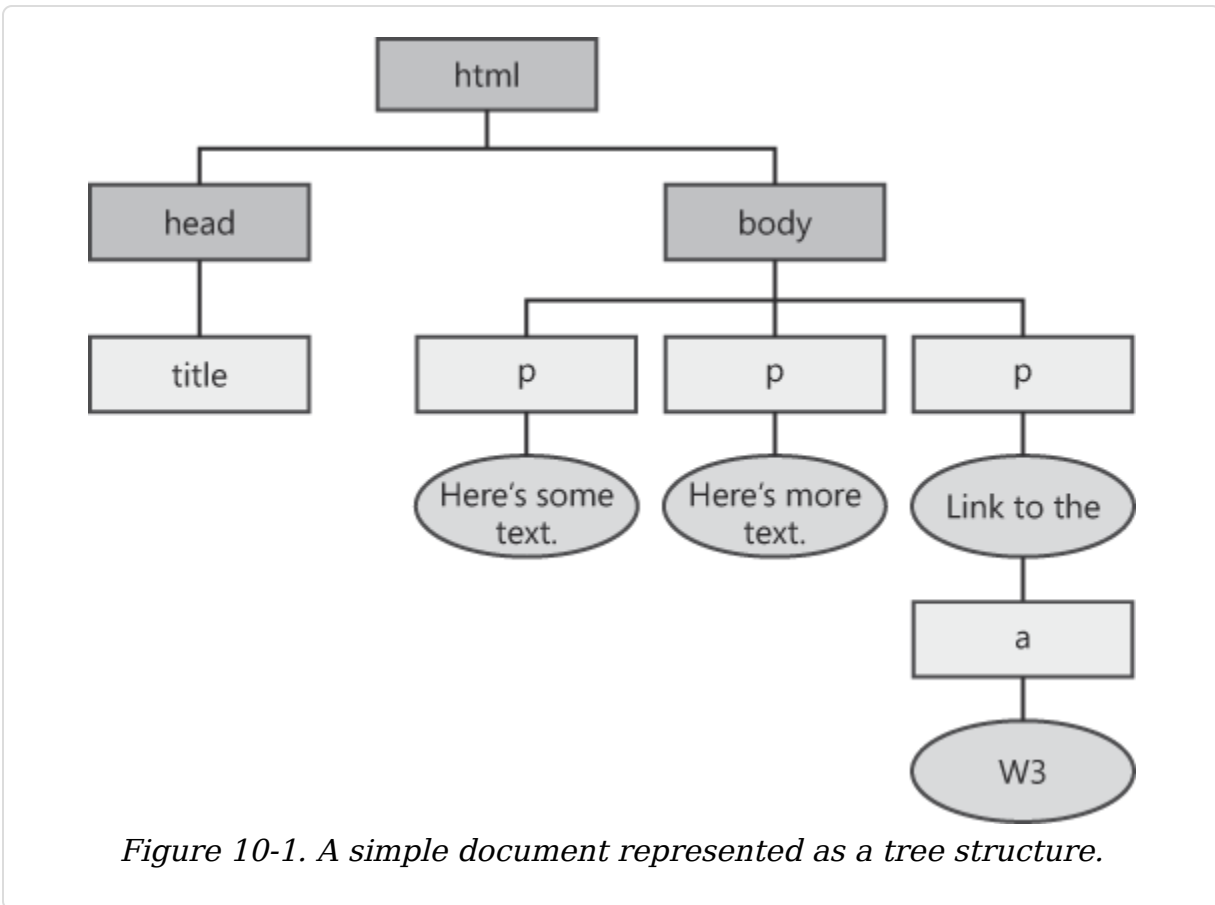 html
head
body
title
p
p
p
Here's some
text.
Here's more
text.
Link to the
a
W3
Figure 10-1. A simple document represented as a tree structure.